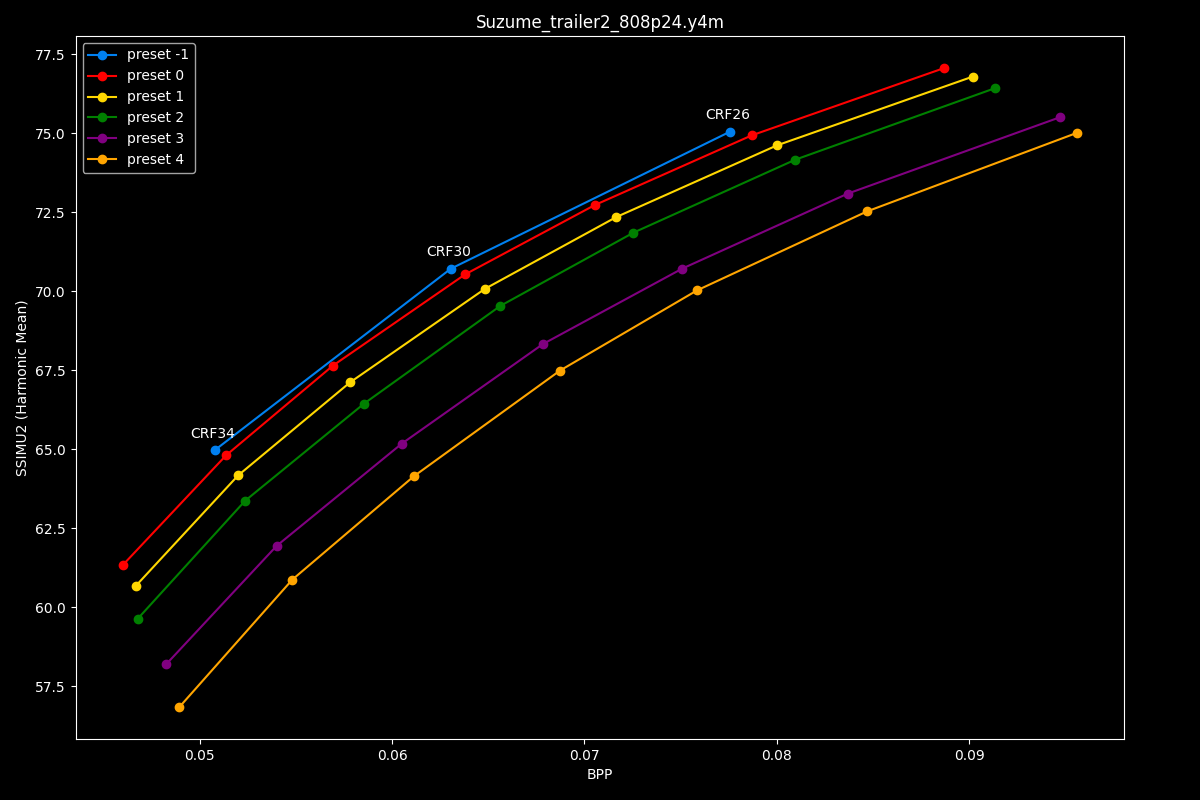 Suzume_trailer2_808p24.y4m
preset -1
preset 0
preset 1
preset 2
preset 3
preset 4
CRF26
CRF30
CRF34
SSIMU2 (Harmonic Mean)
77.5
75.0
72.5
70.0
67.5
65.0
62.5
60.0
57.5
0.05 0.06 0.07 0.08 0.09
BPP